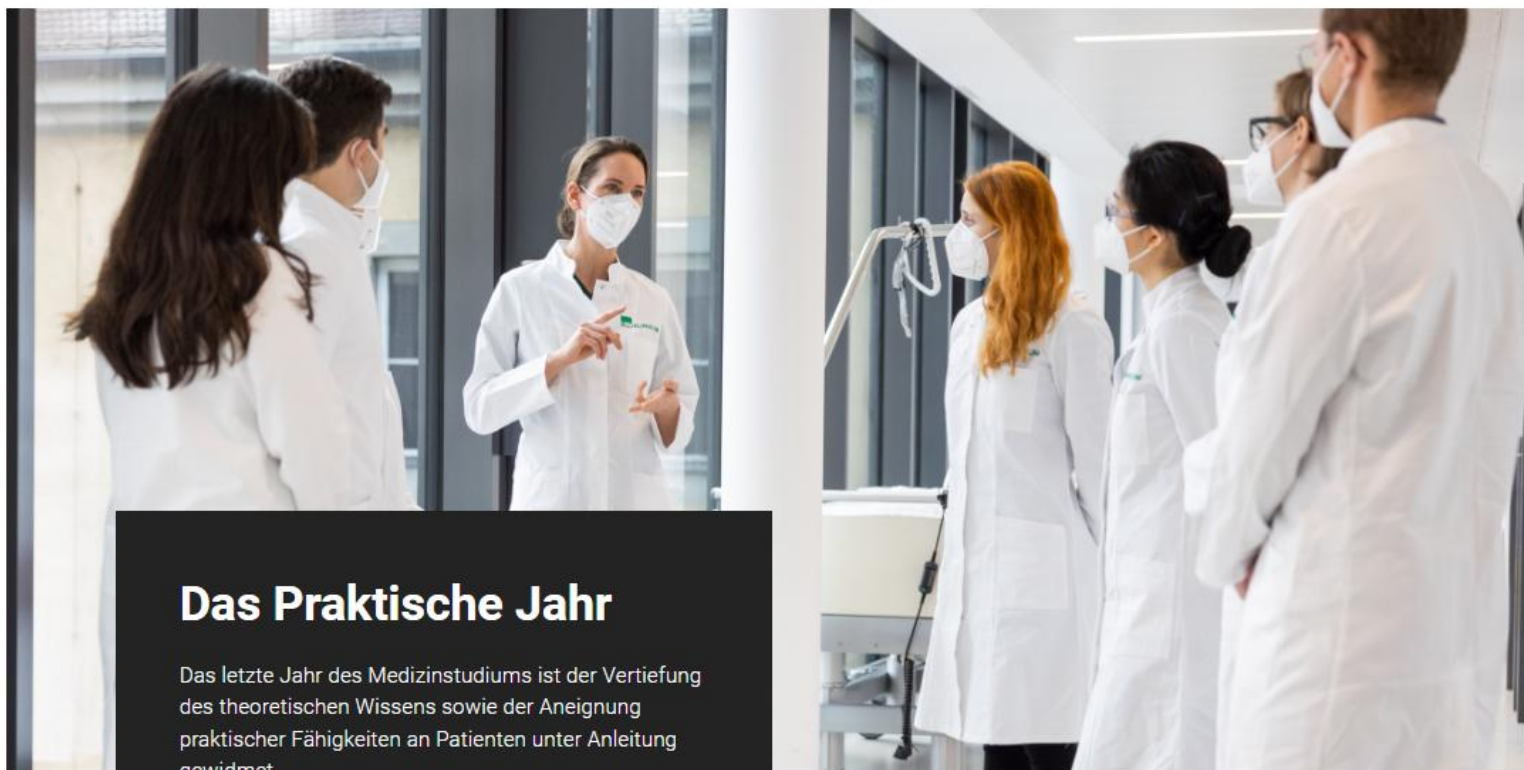 Das Praktische Jahr
Das letzte Jahr des Medizinstudiums ist der Vertiefung
des theoretischen Wissens sowie der Aneignung
praktischer Fähigkeiten an Patienten unter Anleitung
gewidmet